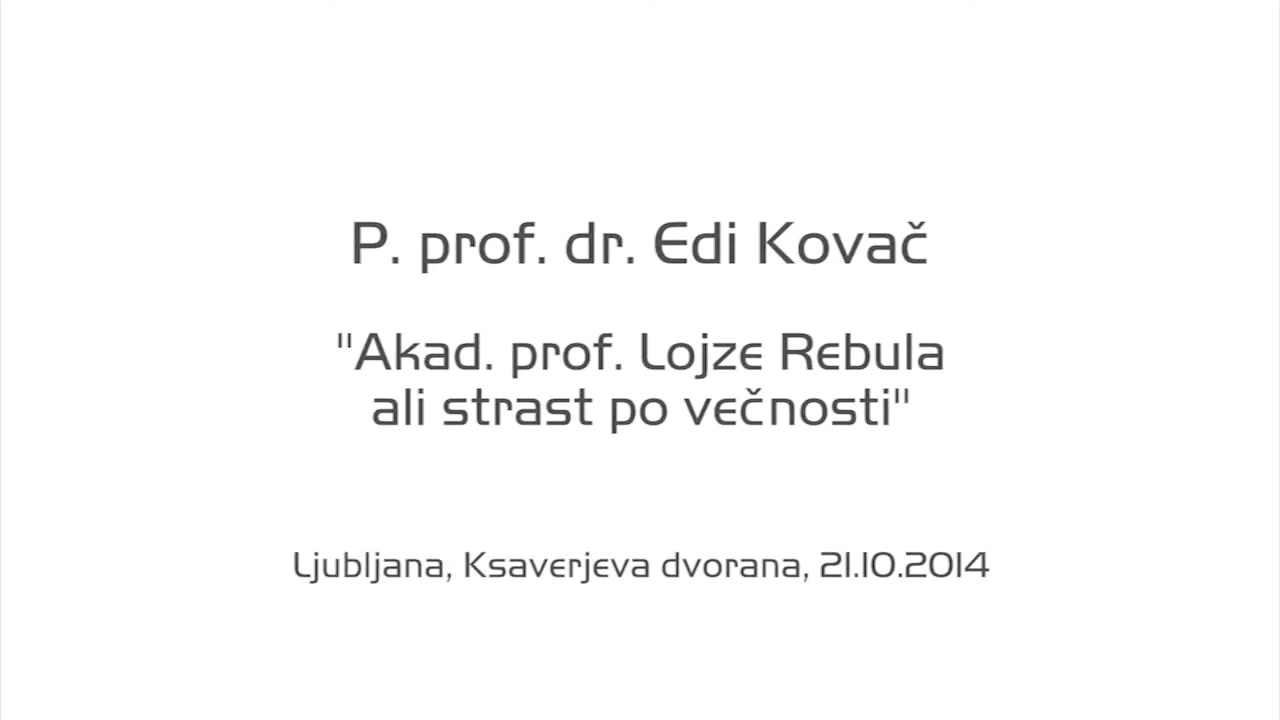 P. prof. dr. Edi Kovač
"Akad. prof. Lojze Rebula
ali strast po večnosti"
Ljubljana, Ksaverjeva dvorana, 21.10.2014